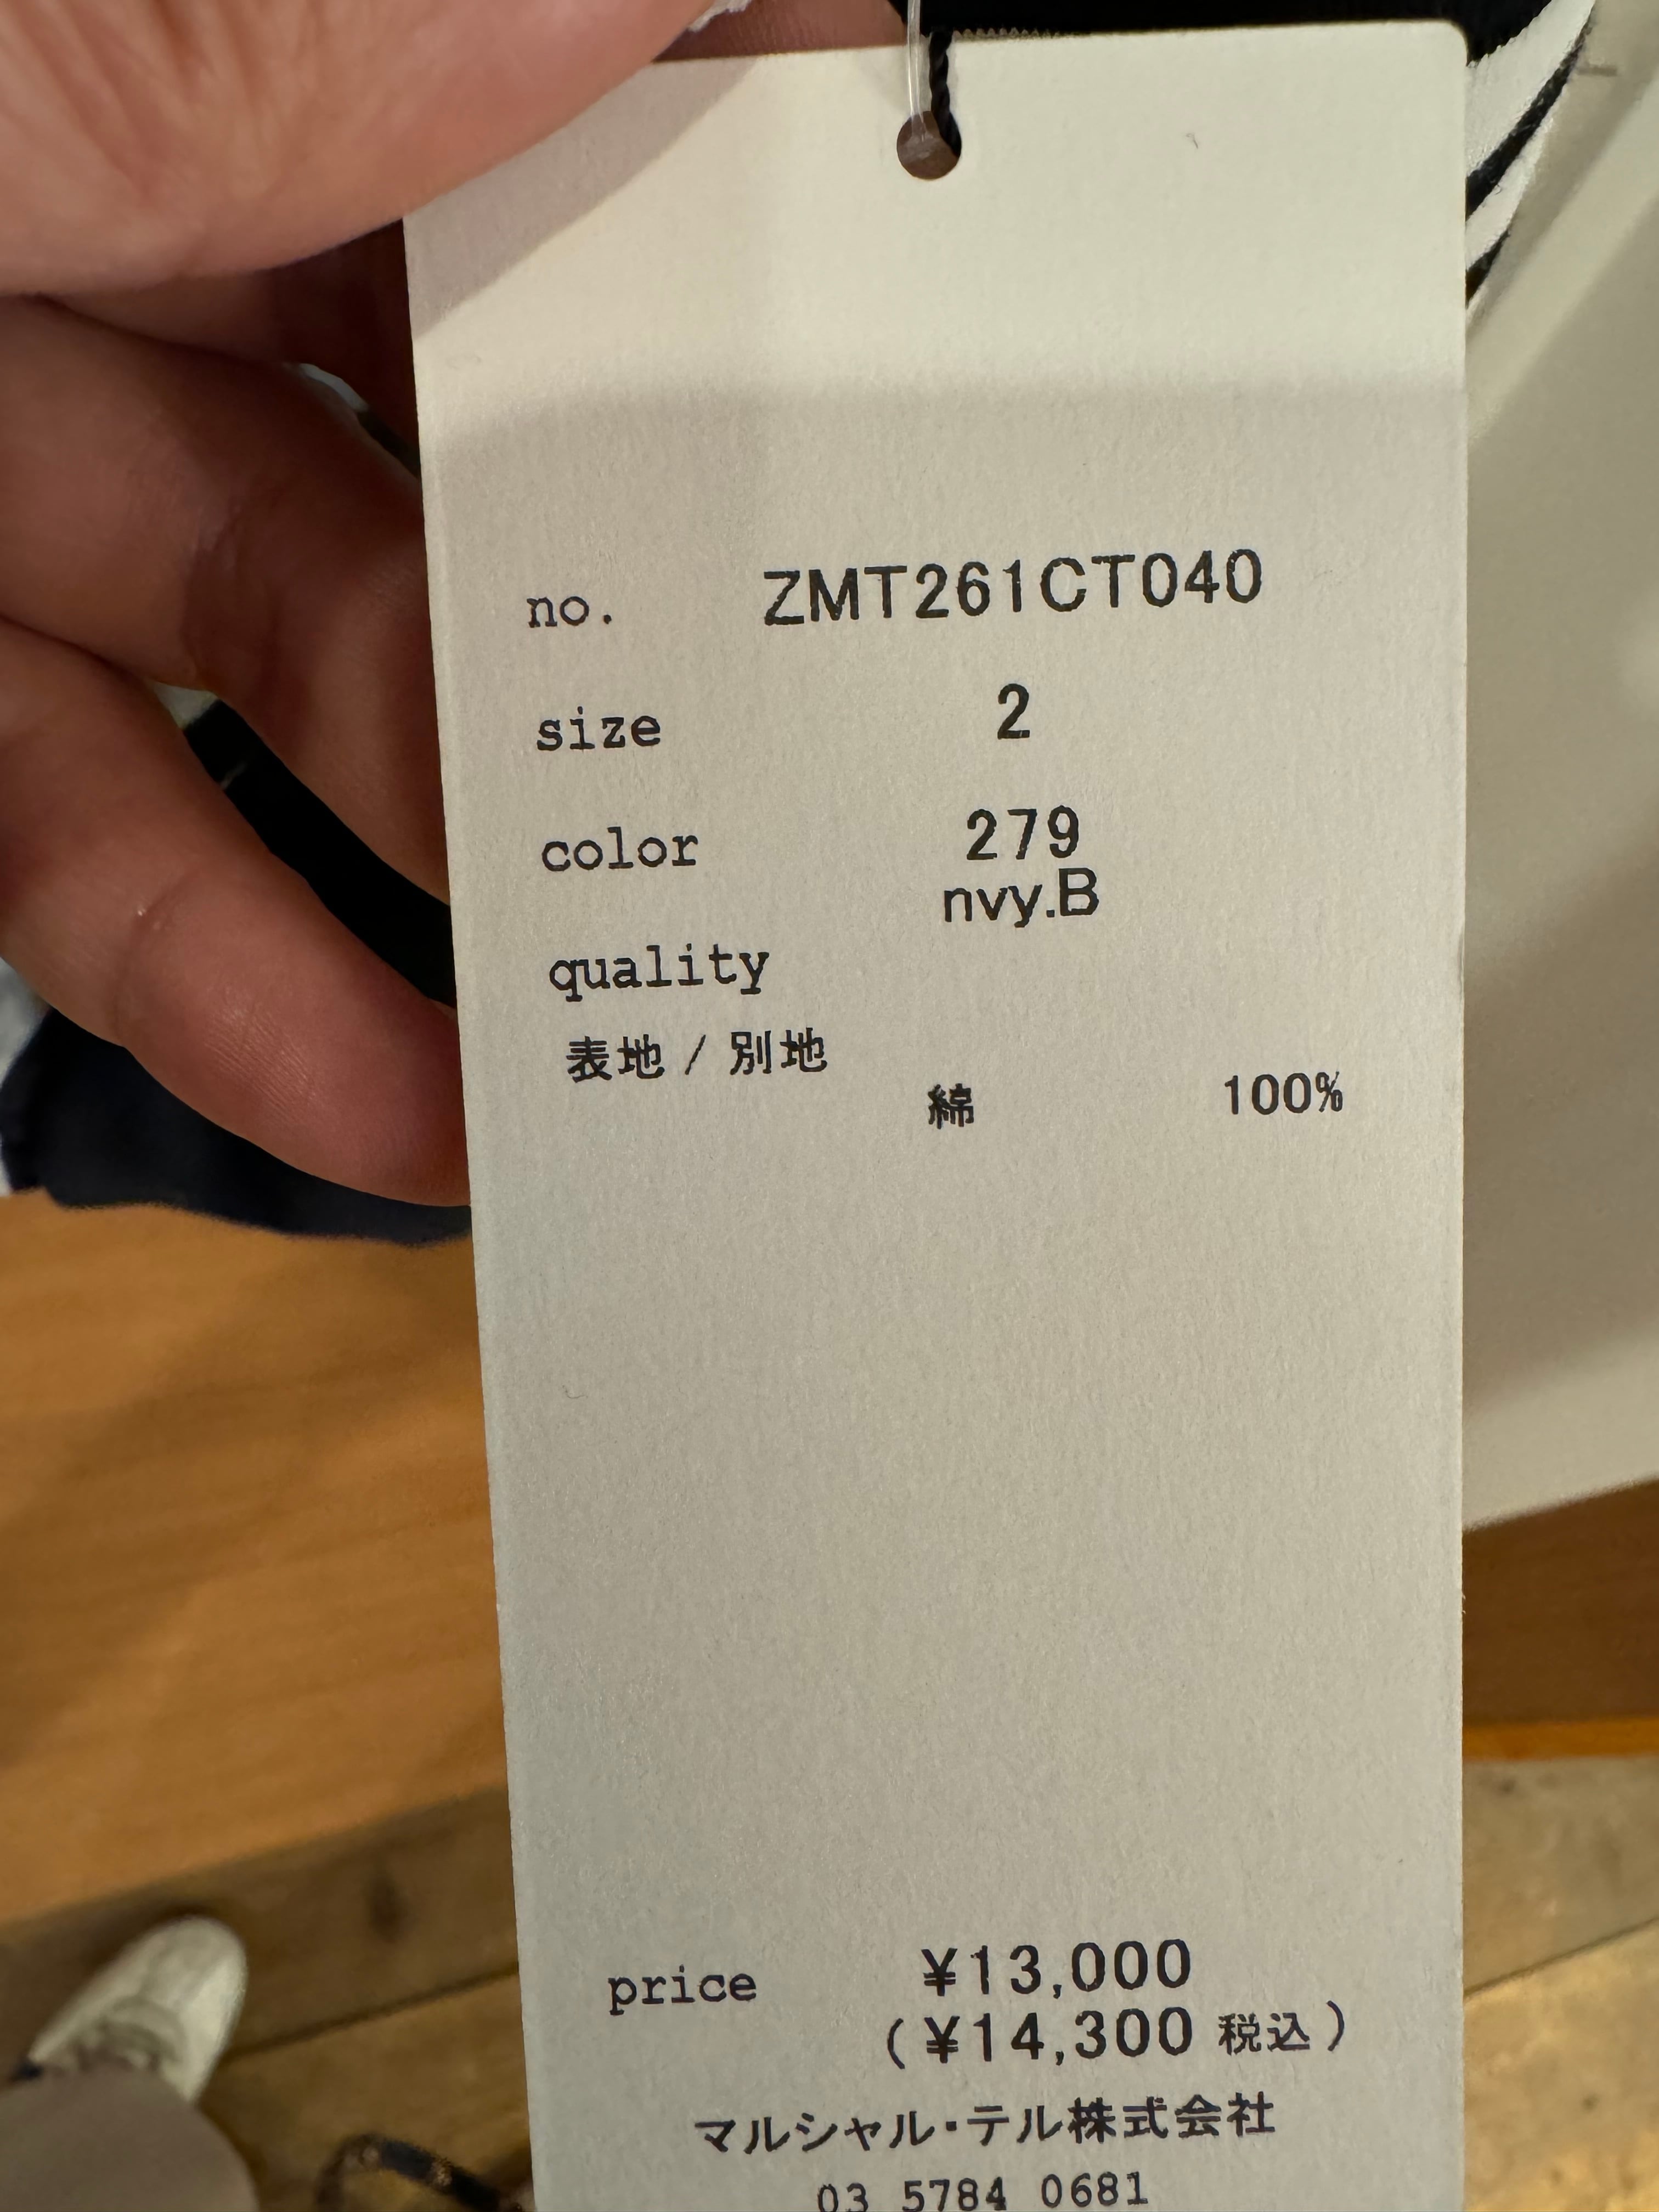 no. ZMT261CT040
size 2
color 279
nvy.B
quality
表地 / 別地
綿 100%
price ¥13,000
(¥14,300 税込)
マルシャル・テル株式会社
03 5784 0681